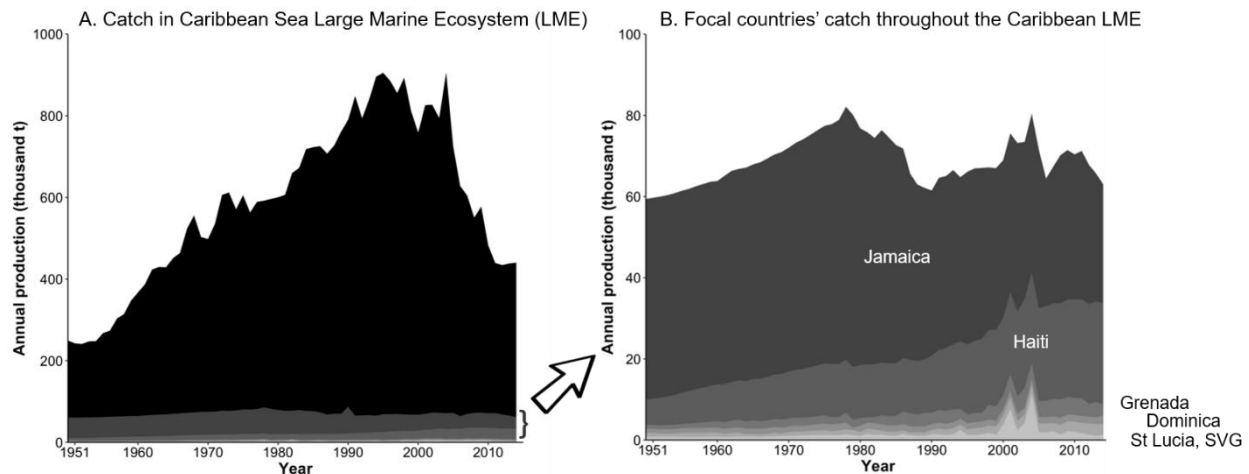 A. Catch in Caribbean Sea Large Marine Ecosystem (LME)
Annual production (thousand t)
1000
800
600
400
200
0
1951
1960
1970
1980
1990
2000
2010
Year
}
B. Focal countries' catch throughout the Caribbean LME
Annual production (thousand t)
100
80
60
40
20
0
Jamaica
Haiti
Grenada
Dominica
St Lucia, SVG
1951
1960
1970
1980
1990
2000
2010
Year